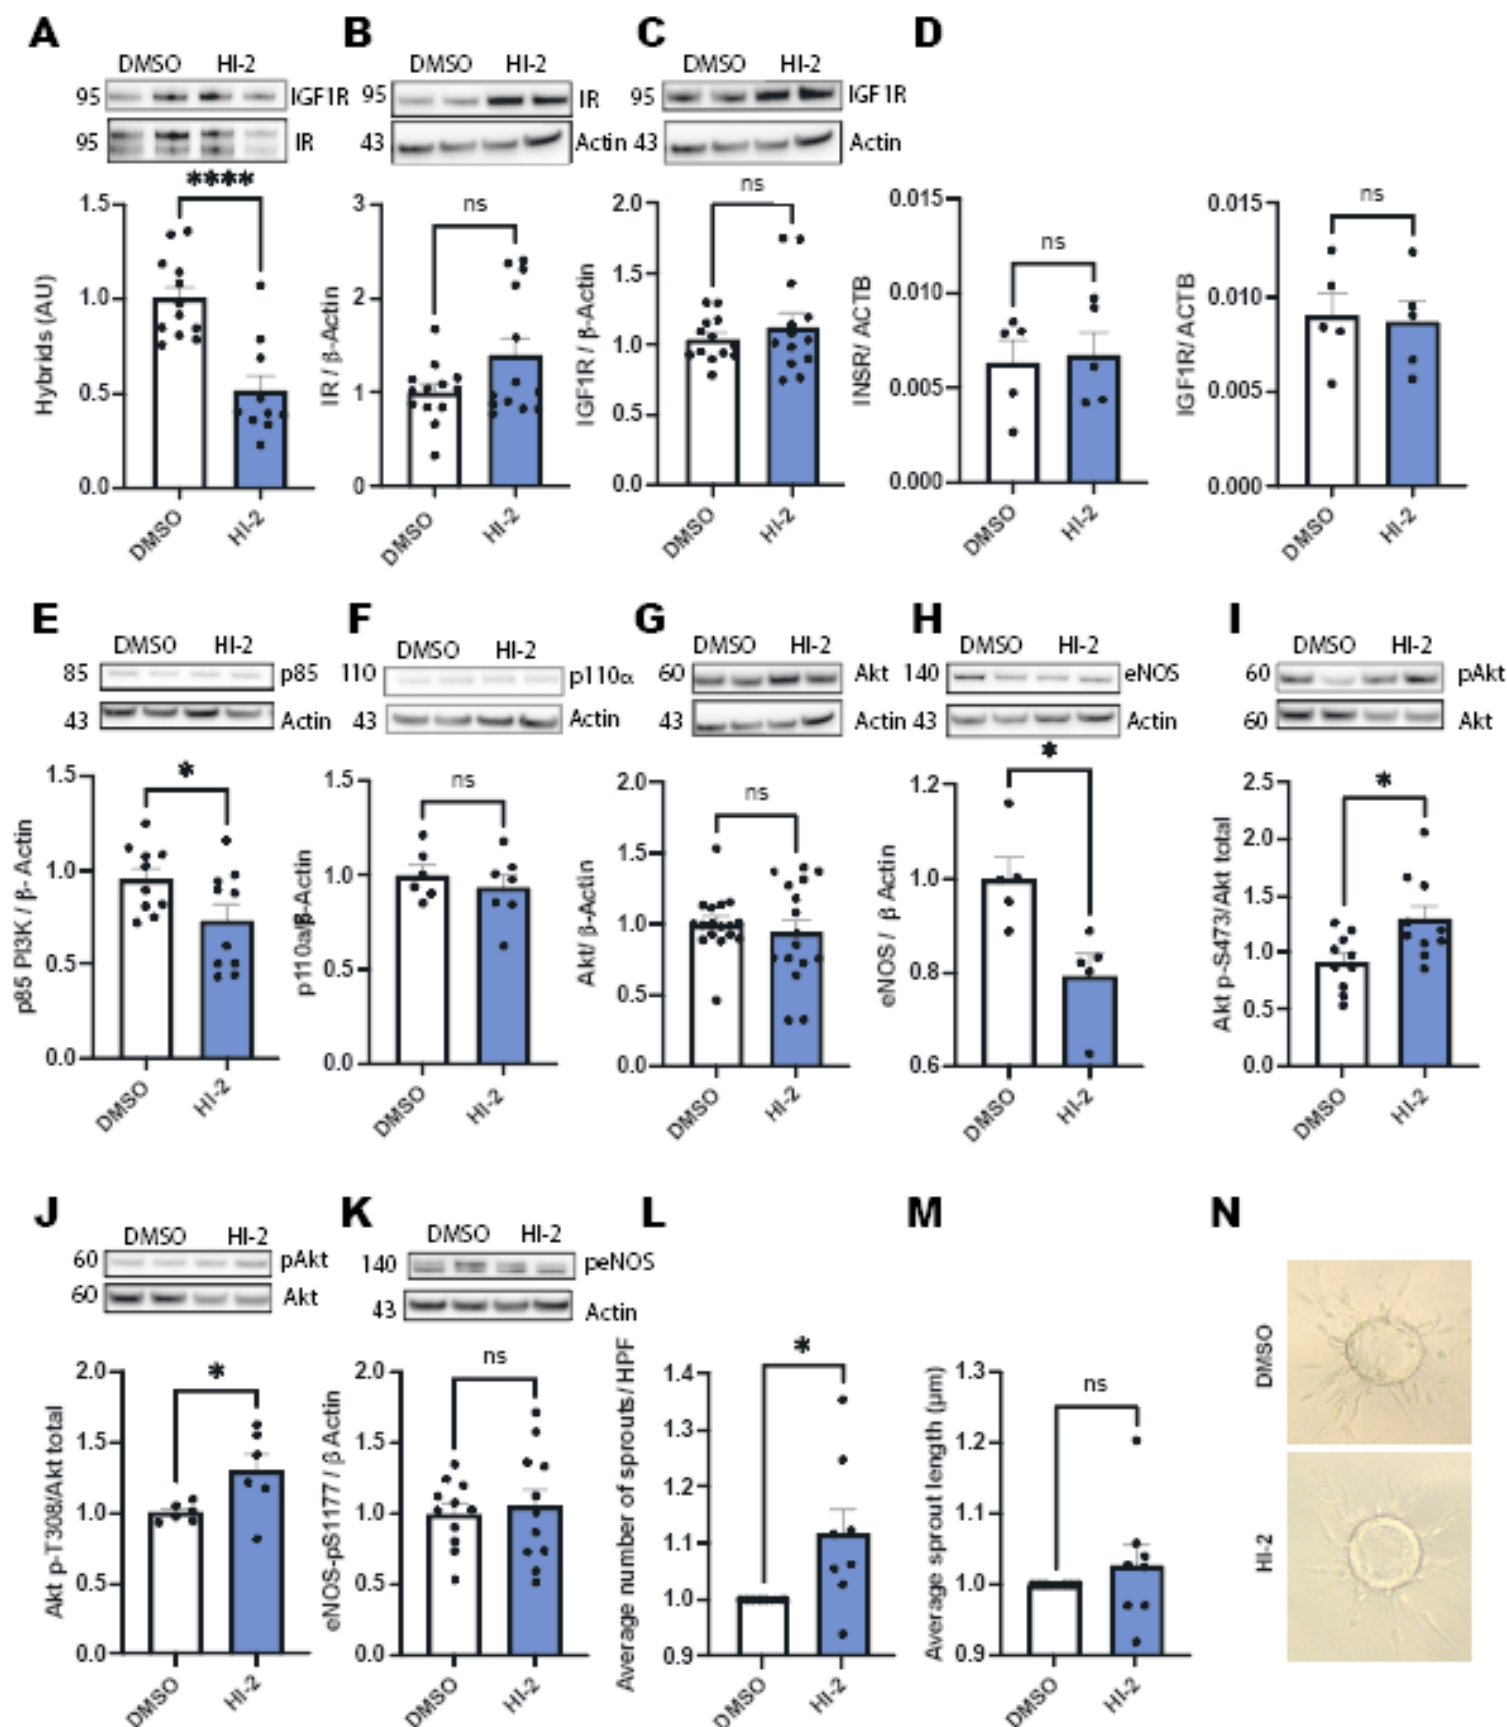 A B C D
DMSO HI-2 DMSO HI-2 DMSO HI-2
95 IGF1R 95 IR 95 IGF1R
95 IR 43 Actin 43 Actin
**** ns ns ns ns
Hybrids (AU)
1.5
1.0
0.5
0.0
DMSO HI-2
IR / β-Actin
3
2
1
0
DMSO HI-2
IGF1R / β-Actin
2.0
1.5
1.0
0.5
0.0
DMSO HI-2
INSR/ ACTB
0.015
0.010
0.005
0.000
DMSO HI-2
IGF1R/ ACTB
0.015
0.010
0.005
0.000
DMSO HI-2
E F G H I
DMSO HI-2 DMSO HI-2 DMSO HI-2 DMSO HI-2 DMSO HI-2
85 p85 110 p110α 60 Akt 140 eNOS 60 pAkt
43 Actin 43 Actin 43 Actin 43 Actin 60 Akt
* ns ns * *
p85 PI3K / β- Actin
1.5
1.0
0.5
0.0
DMSO HI-2
p110a/β-Actin
1.5
1.0
0.5
0.0
DMSO HI-2
Akt/ β-Actin
2.0
1.5
1.0
0.5
0.0
DMSO HI-2
eNOS / β Actin
1.2
1.0
0.8
0.6
DMSO HI-2
Akt p-S473/Akt total
2.5
2.0
1.5
1.0
0.5
0.0
DMSO HI-2
J K L M N
DMSO HI-2 DMSO HI-2
60 pAkt 140 peNOS
60 Akt 43 Actin
* ns * ns
Akt p-T308/Akt total
2.0
1.5
1.0
0.5
0.0
DMSO HI-2
eNOS-pS1177 / β Actin
2.0
1.5
1.0
0.5
0.0
DMSO HI-2
Average number of sprouts/ HPF
1.4
1.3
1.2
1.1
1.0
0.9
DMSO HI-2
Average sprout length (µm)
1.3
1.2
1.1
1.0
0.9
DMSO HI-2
DMSO
HI-2